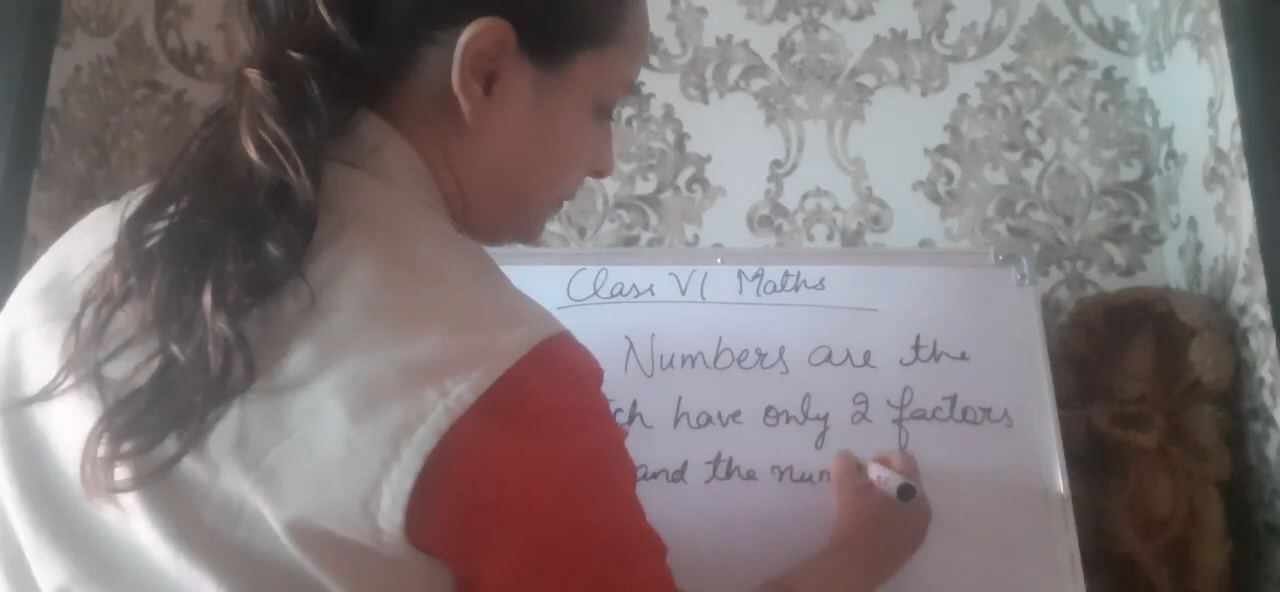 Class VI Maths
Numbers are the
ch have only 2 factors
and the num